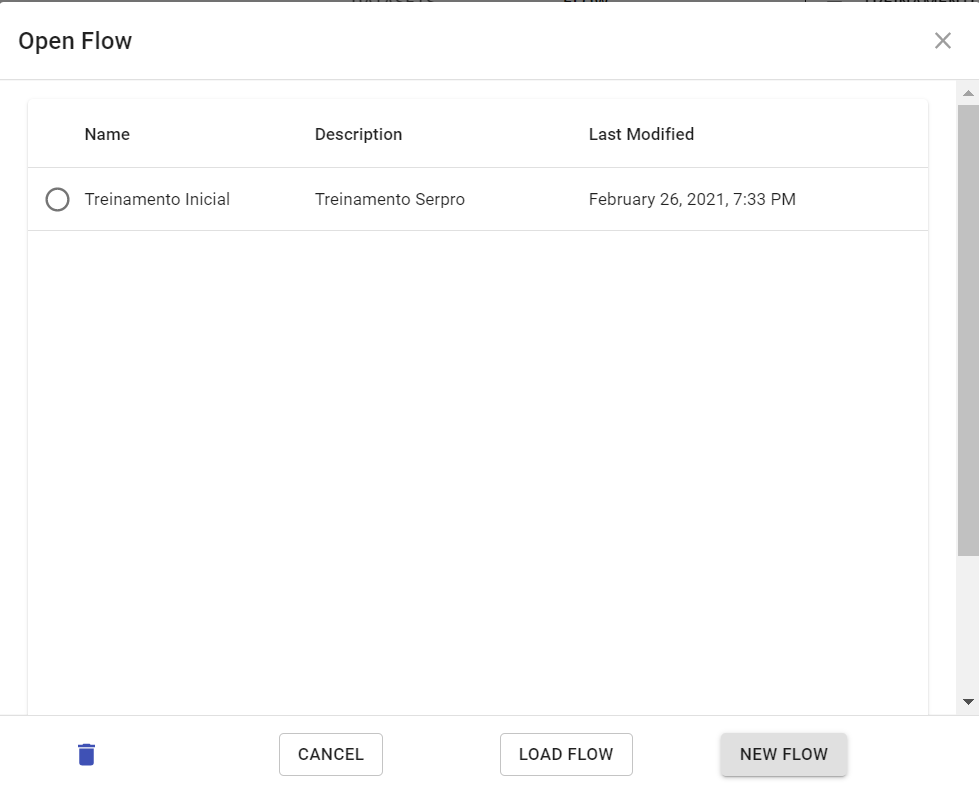 Open Flow
Name Description Last Modified
Treinamento Inicial Treinamento Serpro February 26, 2021, 7:33 PM
CANCEL LOAD FLOW NEW FLOW